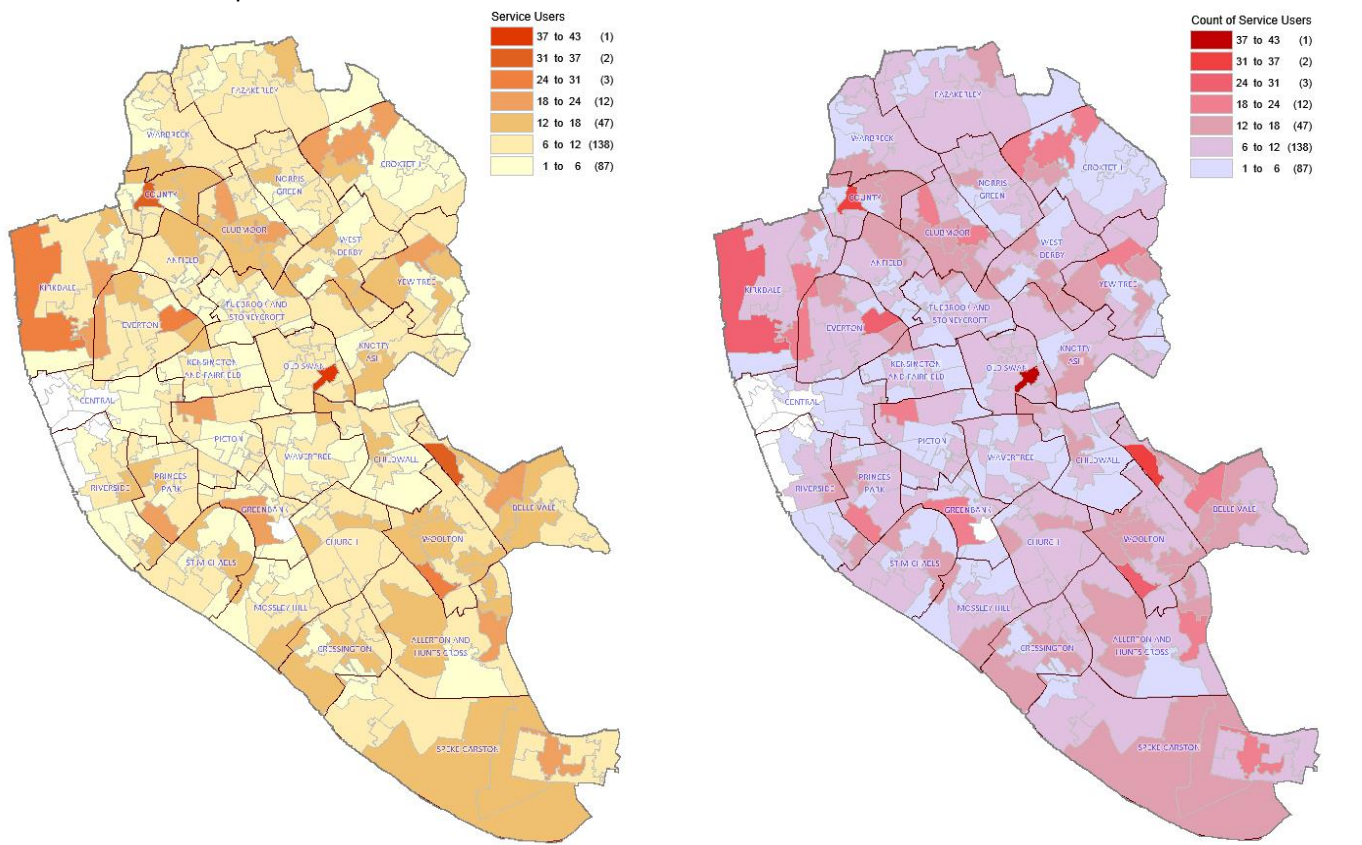 Service Users
37 to 43 (1)
31 to 37 (2)
24 to 31 (3)
18 to 24 (12)
12 to 18 (47)
6 to 12 (138)
1 to 6 (87)
FAZAKERLEY
WARBRECK
CROXTETH
COUNTY
NORRIS
GREEN
CLUBMOOR
WEST
DERBY
ANFIELD
YEW TREE
KIRKDALE
TUEBROOK AND
STONEYCROFT
EVERTON
KNOTTY
ASH
KENSINGTON
AND FAIRFIELD
OLD SWAN
CENTRAL
PICTON
WAVERTREE
CHILDWALL
PRINCES
PARK
RIVERSIDE
GREENBANK
BELLE VALE
CHURCH
WOOLTON
ST MICHAELS
MOSSLEY HILL
CRESSINGTON
ALLERTON AND
HUNTS CROSS
SPEKE GARSTON
Count of Service Users
37 to 43 (1)
31 to 37 (2)
24 to 31 (3)
18 to 24 (12)
12 to 18 (47)
6 to 12 (138)
1 to 6 (87)
FAZAKERLEY
WARBRECK
CROXTETH
COUNTY
NORRIS
GREEN
CLUBMOOR
WEST
DERBY
ANFIELD
YEW TREE
KIRKDALE
TUEBROOK AND
STONEYCROFT
EVERTON
KNOTTY
ASH
KENSINGTON
AND FAIRFIELD
OLD SWAN
CENTRAL
PICTON
WAVERTREE
CHILDWALL
PRINCES
PARK
RIVERSIDE
GREENBANK
BELLE VALE
CHURCH
WOOLTON
ST MICHAELS
MOSSLEY HILL
CRESSINGTON
ALLERTON AND
HUNTS CROSS
SPEKE GARSTON